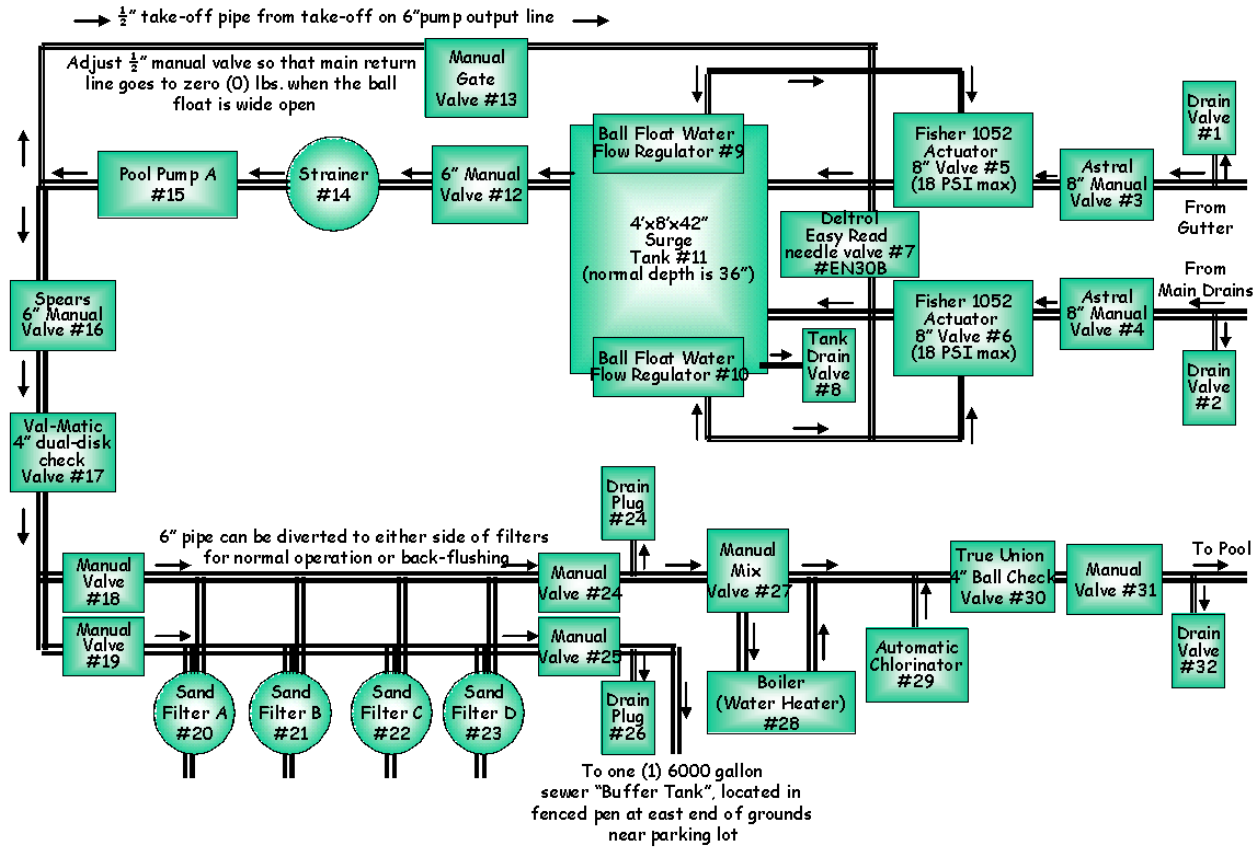 ½" take-off pipe from take-off on 6"pump output line
Adjust ½" manual valve so that main return
line goes to zero (0) lbs. when the ball
float is wide open
Manual
Gate
Valve #13
Ball Float Water
Flow Regulator #9
Fisher 1052
Actuator
8" Valve #5
(18 PSI max)
Astral
8" Manual
Valve #3
Drain
Valve
#1
From
Gutter
Pool Pump A
#15
Strainer
#14
6" Manual
Valve #12
4'x8'x42"
Surge
Tank #11
(normal depth is 36")
Deltrol
Easy Read
needle valve #7
#EN30B
From
Main Drains
Spears
6" Manual
Valve #16
Fisher 1052
Actuator
8" Valve #6
(18 PSI max)
Astral
8" Manual
Valve #4
Ball Float Water
Flow Regulator #10
Tank
Drain
Valve
#8
Drain
Valve
#2
Val-Matic
4" dual-disk
check
Valve #17
6" pipe can be diverted to either side of filters
for normal operation or back-flushing
Drain
Plug
#24
Manual
Valve
#18
Manual
Valve #24
Manual
Mix
Valve #27
True Union
4" Ball Check
Valve #30
Manual
Valve #31
To Pool
Manual
Valve
#19
Manual
Valve #25
Automatic
Chlorinator
#29
Drain
Valve
#32
Sand
Filter A
#20
Sand
Filter B
#21
Sand
Filter C
#22
Sand
Filter D
#23
Drain
Plug
#26
Boiler
(Water Heater)
#28
To one (1) 6000 gallon
sewer "Buffer Tank", located in
fenced pen at east end of grounds
near parking lot